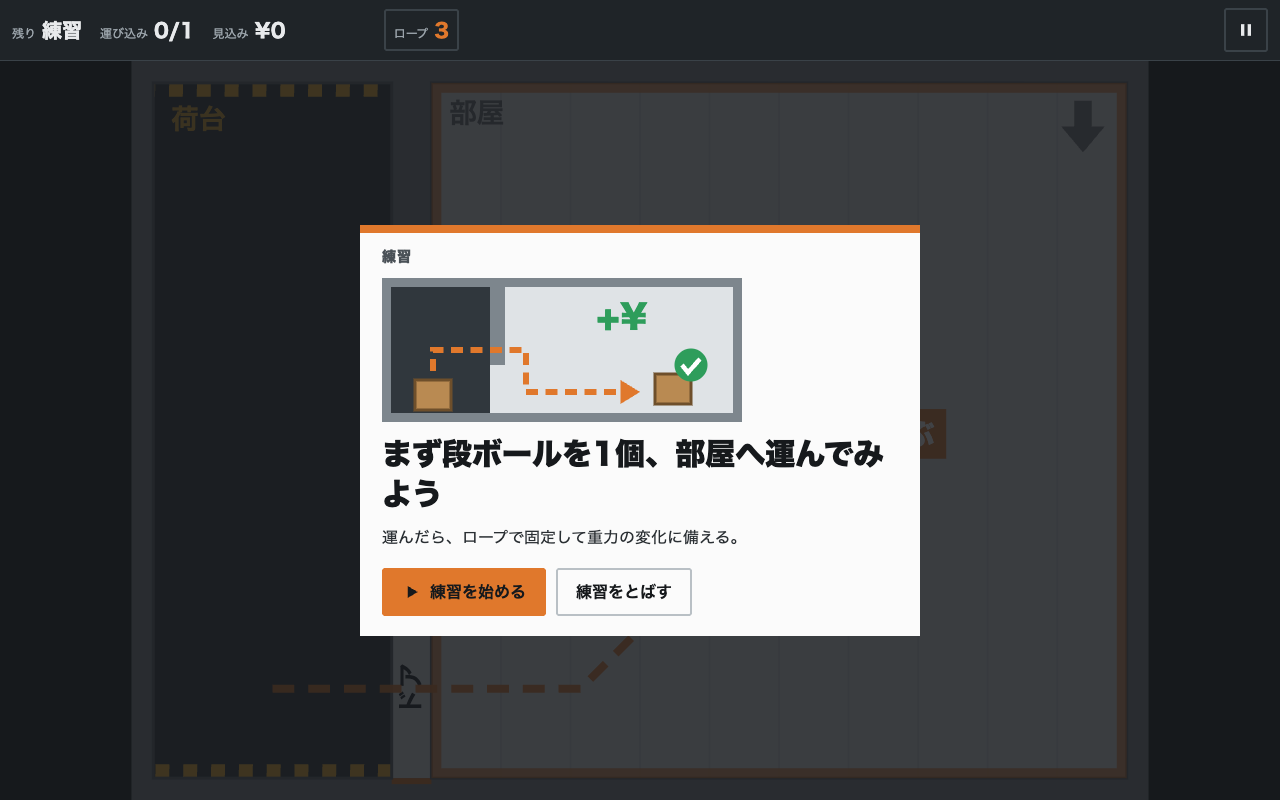 残り 練習 運び込み 0/1 見込み ¥0 ロープ 3
荷台
部屋
練習
+¥
まず段ボールを1個、部屋へ運んでみ
よう
運んだら、ロープで固定して重力の変化に備える。
練習を始める
練習をとばす